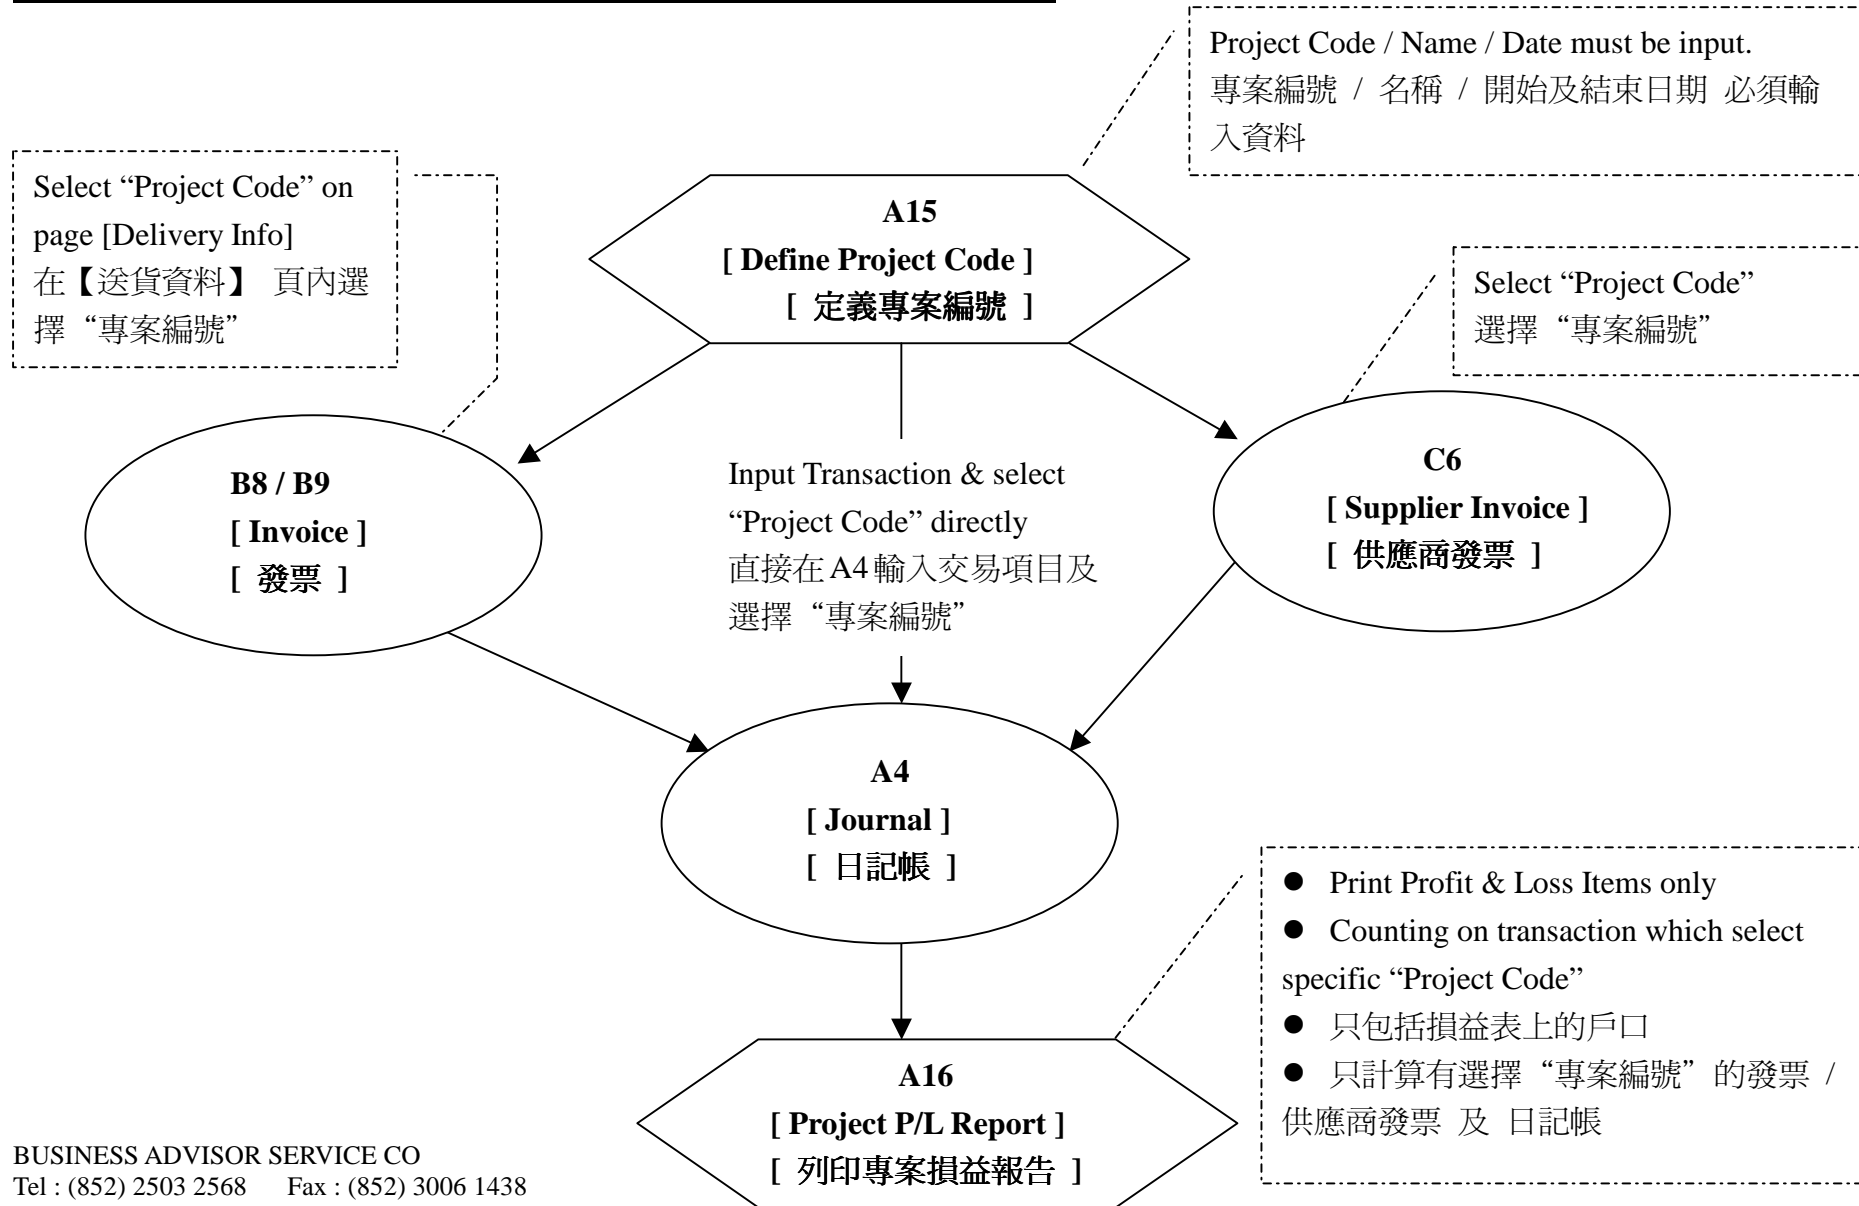 Project Code / Name / Date must be input.
專案編號 / 名稱 / 開始及結束日期 必須輸
入資料
Select “Project Code” on
page [Delivery Info]
在【送貨資料】 頁內選
擇“專案編號”
A15
[ Define Project Code ]
[ 定義專案編號 ]
Select “Project Code”
選擇“專案編號”
B8 / B9
[ Invoice ]
[ 發票 ]
Input Transaction & select
“Project Code” directly
直接在 A4 輸入交易項目及
選擇“專案編號”
C6
[ Supplier Invoice ]
[ 供應商發票 ]
A4
[ Journal ]
[ 日記帳 ]
● Print Profit & Loss Items only
● Counting on transaction which select
specific “Project Code”
● 只包括損益表上的戶口
● 只計算有選擇“專案編號”的發票 /
供應商發票 及 日記帳
A16
[ Project P/L Report ]
[ 列印專案損益報告 ]
BUSINESS ADVISOR SERVICE CO
Tel : (852) 2503 2568 Fax : (852) 3006 1438